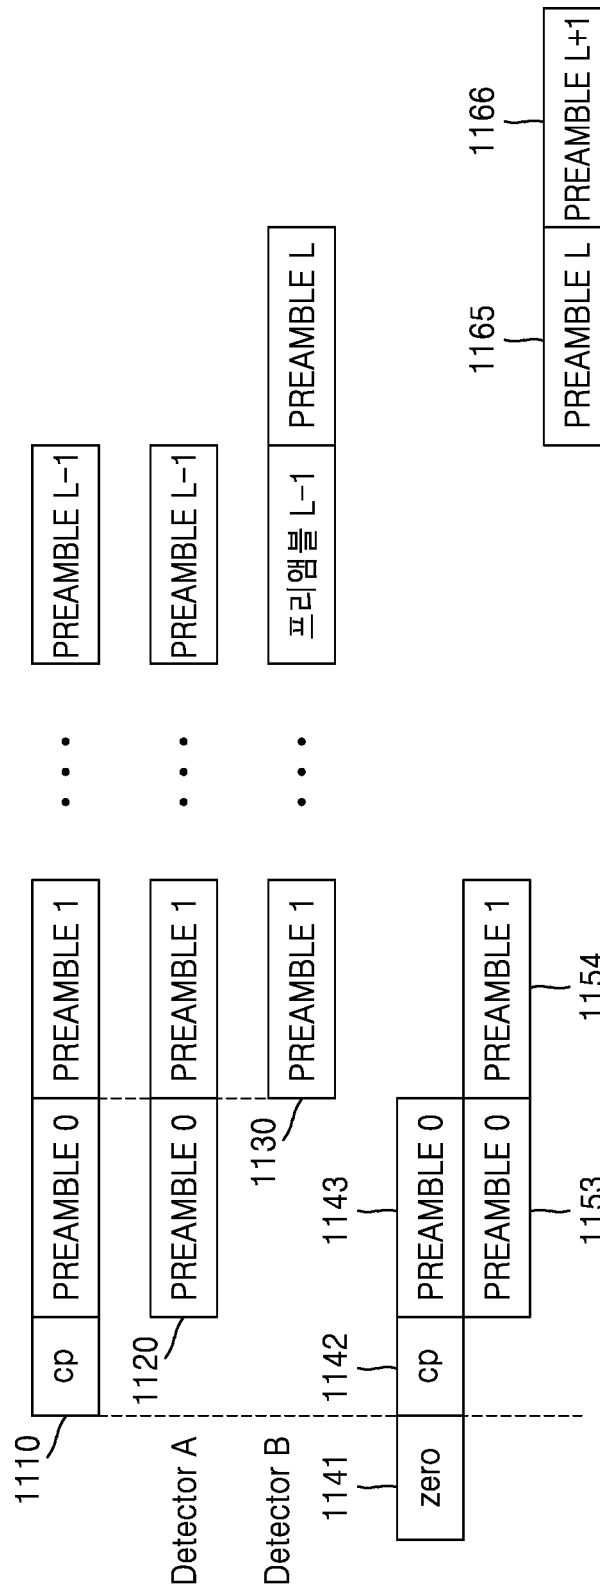 1110
cp
PREAMBLE 0
PREAMBLE 1
PREAMBLE L-1
Detector A
1120
PREAMBLE 0
PREAMBLE 1
PREAMBLE L-1
Detector B
1130
PREAMBLE 1
프리앰블 L-1
PREAMBLE L
1141
1142
1143
zero
cp
PREAMBLE 0
PREAMBLE 0
PREAMBLE 1
1153
1154
1165
1166
PREAMBLE L
PREAMBLE L+1